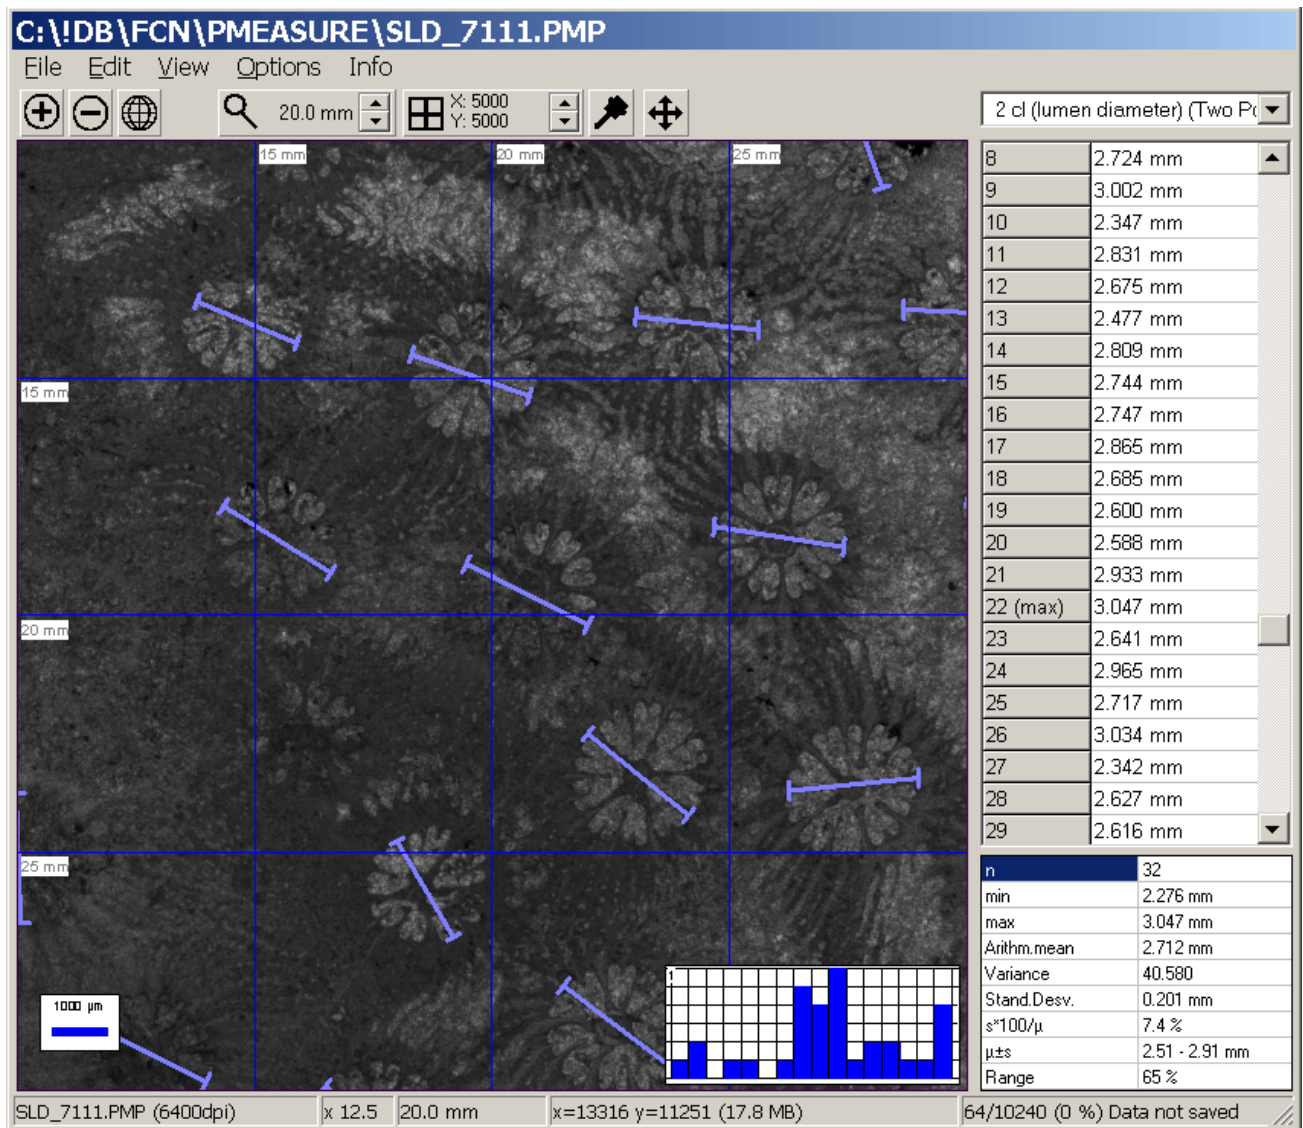 C:\!DB\FCN\PMEASURE\SLD_7111.PMP
File Edit View Options Info
20.0 mm X: 5000
Y: 5000
2 cl (lumen diameter) (Two Po
15 mm 20 mm 25 mm
15 mm
20 mm
25 mm
1000 µm
1
8 2.724 mm
9 3.002 mm
10 2.347 mm
11 2.831 mm
12 2.675 mm
13 2.477 mm
14 2.809 mm
15 2.744 mm
16 2.747 mm
17 2.865 mm
18 2.685 mm
19 2.600 mm
20 2.588 mm
21 2.933 mm
22 (max) 3.047 mm
23 2.641 mm
24 2.965 mm
25 2.717 mm
26 3.034 mm
27 2.342 mm
28 2.627 mm
29 2.616 mm
n 32
min 2.276 mm
max 3.047 mm
Arithm.mean 2.712 mm
Variance 40.580
Stand.Desv. 0.201 mm
s*100/µ 7.4 %
µ±s 2.51 - 2.91 mm
Range 65 %
SLD_7111.PMP (6400dpi) x 12.5 20.0 mm x=13316 y=11251 (17.8 MB) 64/10240 (0 %) Data not saved